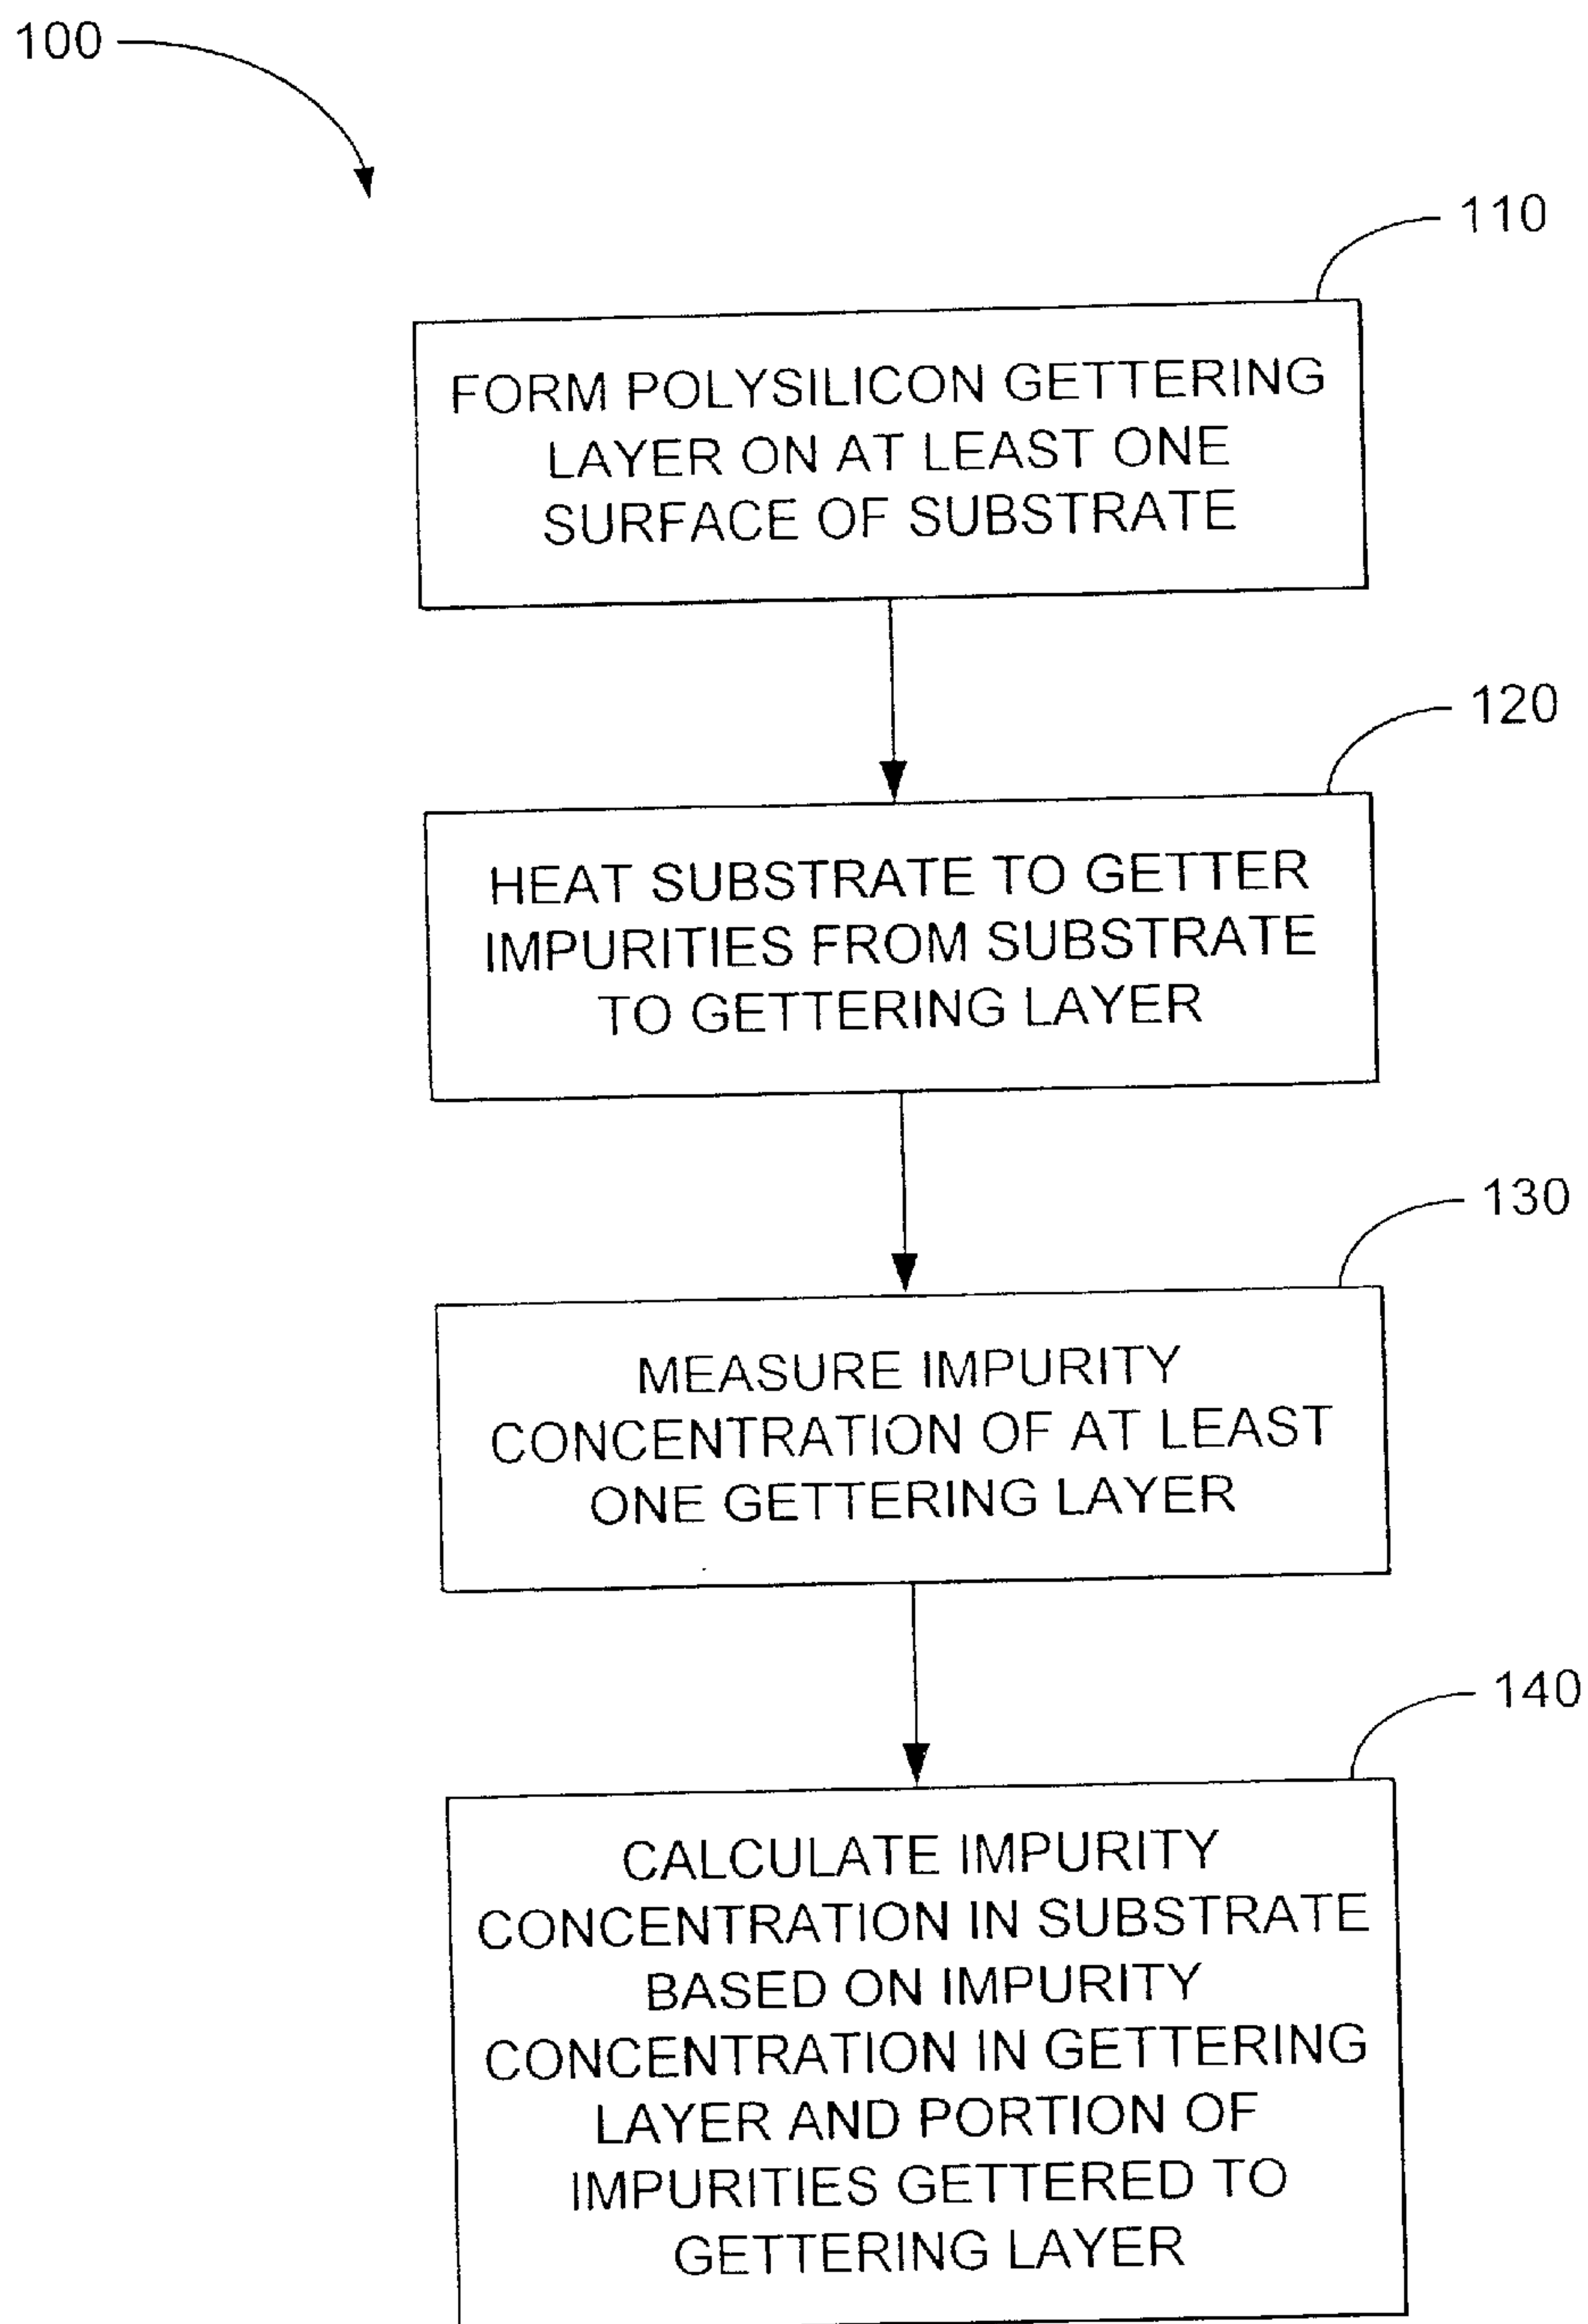 100
110
FORM POLYSILICON GETTERING
LAYER ON AT LEAST ONE
SURFACE OF SUBSTRATE
120
HEAT SUBSTRATE TO GETTER
IMPURITIES FROM SUBSTRATE
TO GETTERING LAYER
130
MEASURE IMPURITY
CONCENTRATION OF AT LEAST
ONE GETTERING LAYER
140
CALCULATE IMPURITY
CONCENTRATION IN SUBSTRATE
BASED ON IMPURITY
CONCENTRATION IN GETTERING
LAYER AND PORTION OF
IMPURITIES GETTERED TO
GETTERING LAYER